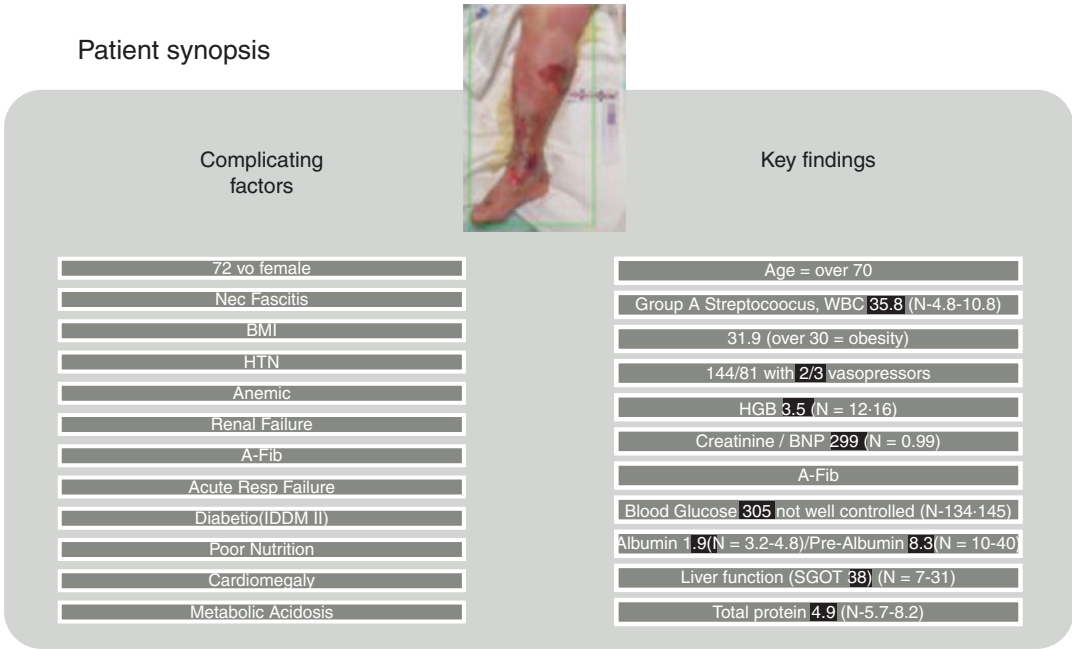 Patient synopsis
Complicating
factors
72 vo female
Nec Fascitis
BMI
HTN
Anemic
Renal Failure
A-Fib
Acute Resp Failure
Diabetio(IDDM II)
Poor Nutrition
Cardiomegaly
Metabolic Acidosis
Key findings
Age = over 70
Group A Streptocoocus, WBC 35.8 (N-4.8-10.8)
31.9 (over 30 = obesity)
144/81 with 2/3 vasopressors
HGB 3.5 (N = 12·16)
Creatinine / BNP 299 (N = 0.99)
A-Fib
Blood Glucose 305 not well controlled (N-134·145)
Albumin 1.9(N = 3.2-4.8)/Pre-Albumin 8.3(N = 10-40)
Liver function (SGOT 38) (N = 7-31)
Total protein 4.9 (N-5.7-8.2)